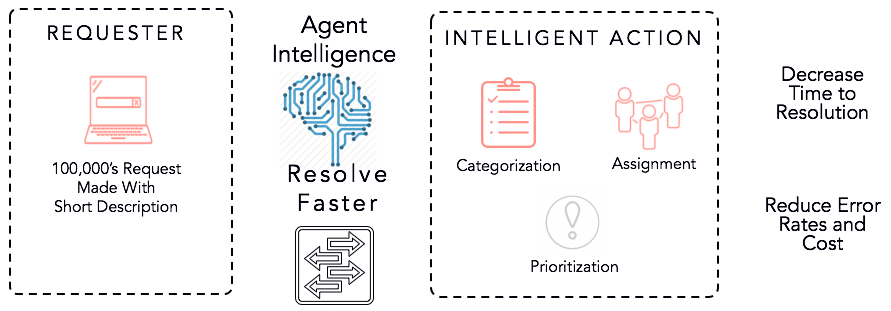 REQUESTER
100,000's Request
Made With
Short Description
Agent
Intelligence
Resolve
Faster
INTELLIGENT ACTION
Categorization
Assignment
Prioritization
Decrease
Time to
Resolution
Reduce Error
Rates and
Cost